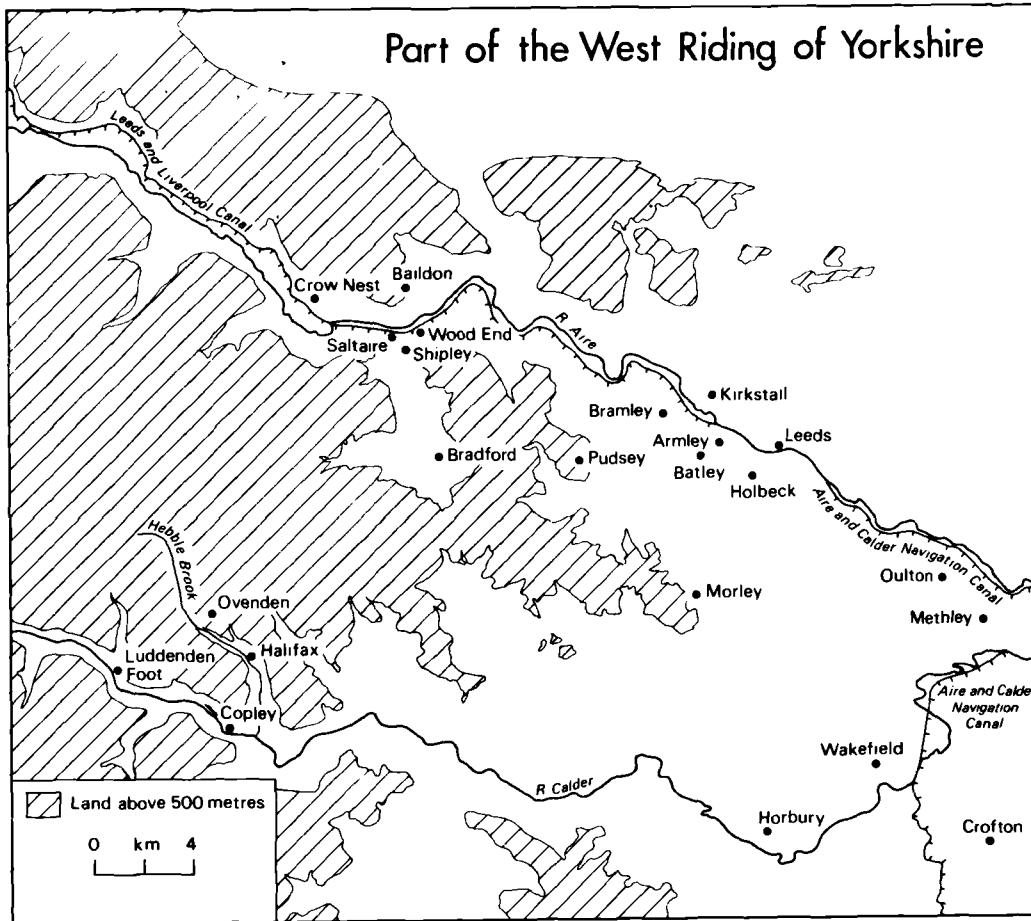 Part of the West Riding of Yorkshire
Leeds and Liverpool Canal
Crow Nest
Baildon
R Aire
Wood End
Saltaire
Shipley
Kirkstall
Bramley
Armley
Leeds
Bradford
Pudsey
Batley
Holbeck
Aire and Calder Navigation Canal
Hebble Brook
Oulton
Ovenden
Morley
Methley
Halifax
Luddenden
Foot
Aire and Calder
Navigation
Canal
Copley
Wakefield
R Calder
Land above 500 metres
Horbury
Crofton
0 km 4